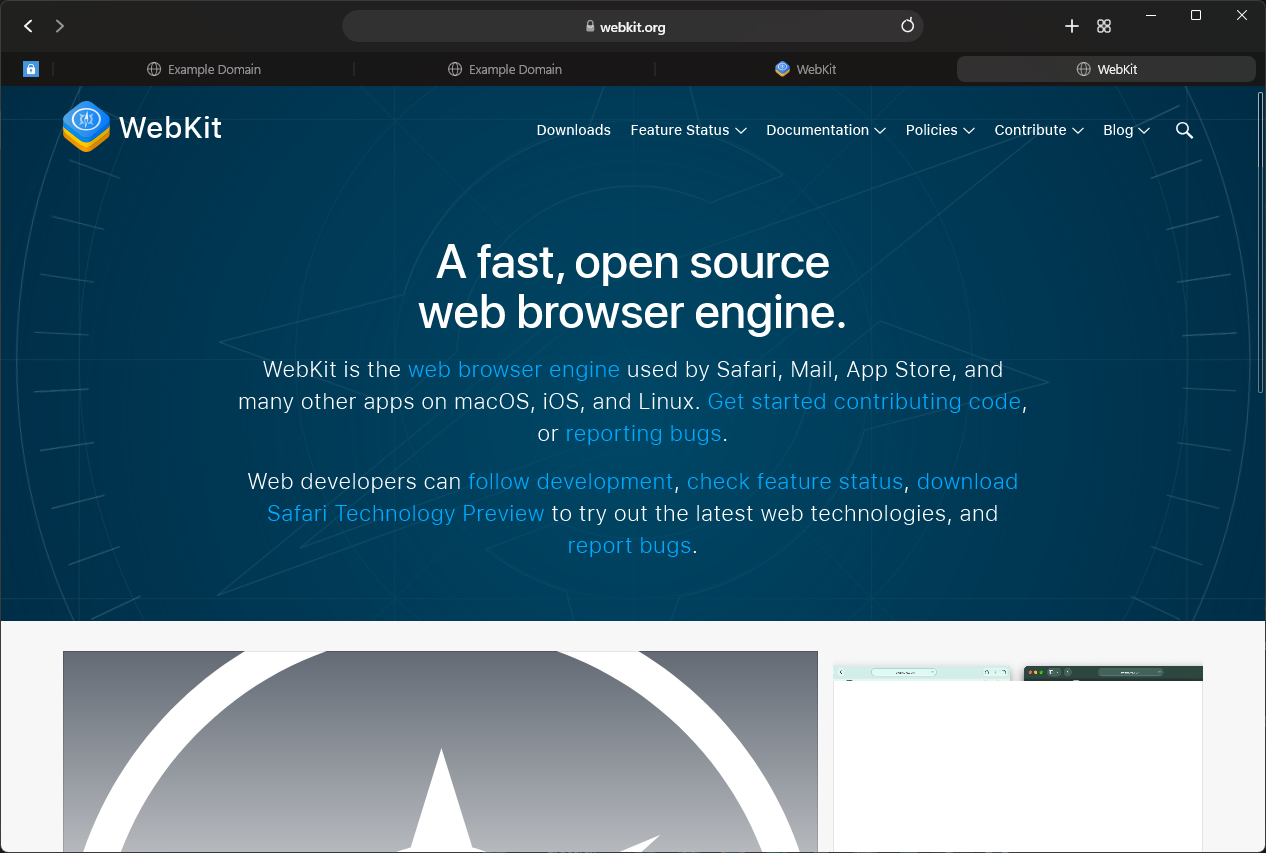 webkit.org
Example Domain
Example Domain
WebKit
WebKit
WebKit
Downloads
Feature Status
Documentation
Policies
Contribute
Blog
A fast, open source
web browser engine.
WebKit is the web browser engine used by Safari, Mail, App Store, and
many other apps on macOS, iOS, and Linux. Get started contributing code,
or reporting bugs.
Web developers can follow development, check feature status, download
Safari Technology Preview to try out the latest web technologies, and
report bugs.